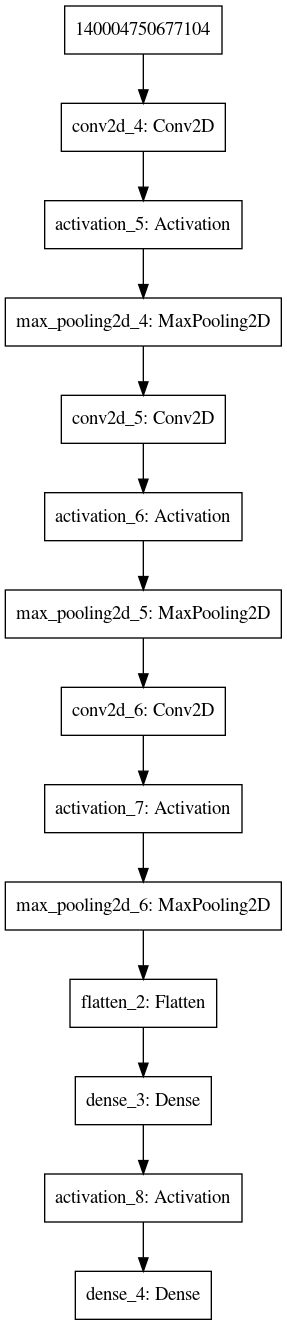 140004750677104
conv2d_4: Conv2D
activation_5: Activation
max_pooling2d_4: MaxPooling2D
conv2d_5: Conv2D
activation_6: Activation
max_pooling2d_5: MaxPooling2D
conv2d_6: Conv2D
activation_7: Activation
max_pooling2d_6: MaxPooling2D
flatten_2: Flatten
dense_3: Dense
activation_8: Activation
dense_4: Dense